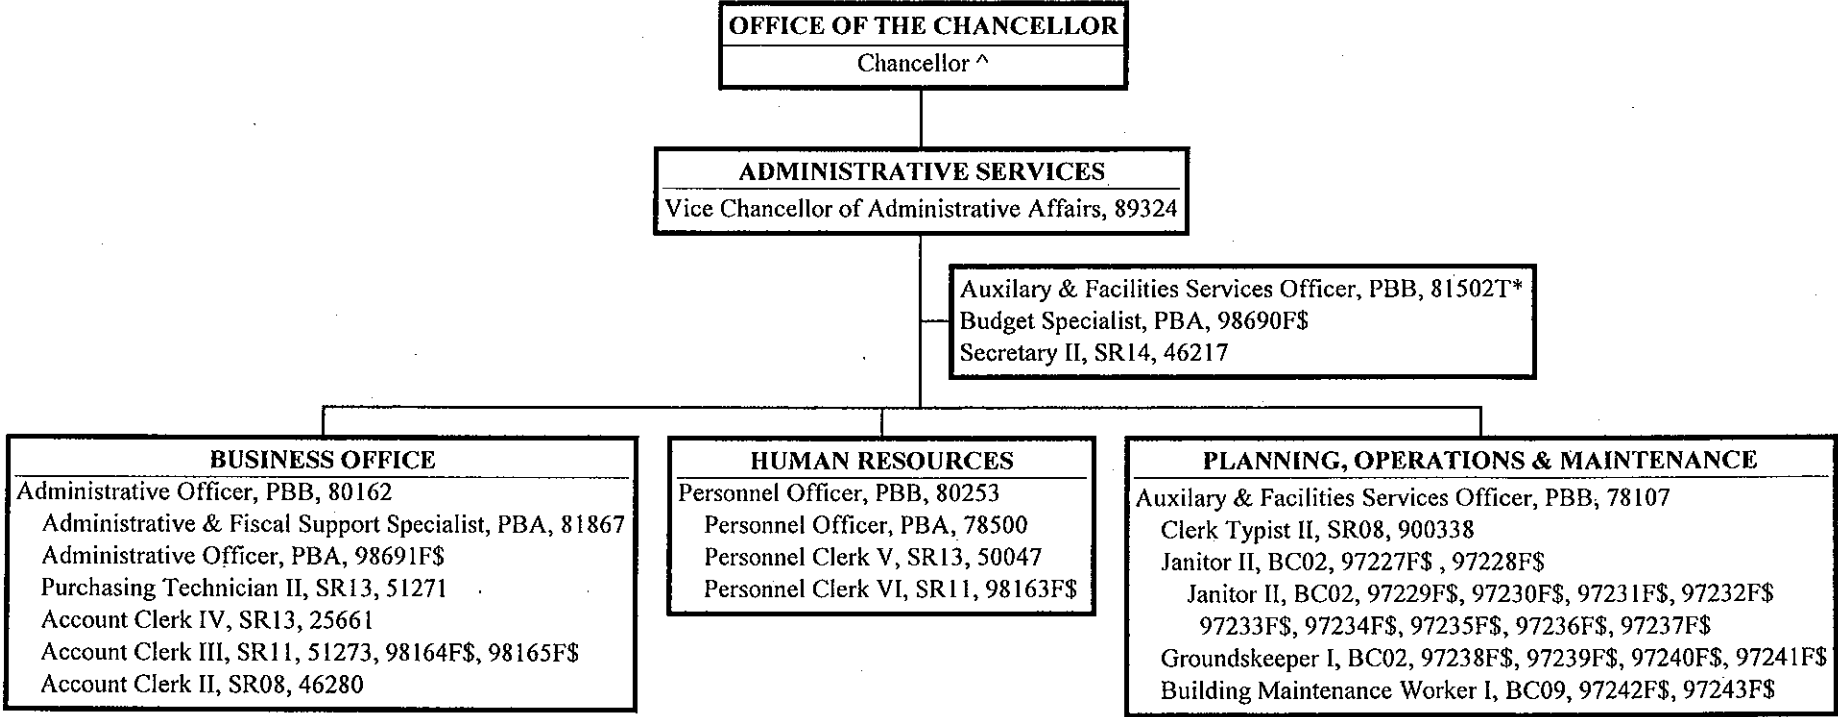 OFFICE OF THE CHANCELLOR
Chancellor ^
ADMINISTRATIVE SERVICES
Vice Chancellor of Administrative Affairs, 89324
Auxilary & Facilities Services Officer, PBB, 81502T*
Budget Specialist, PBA, 98690F$
Secretary II, SR14, 46217
BUSINESS OFFICE
Administrative Officer, PBB, 80162
Administrative & Fiscal Support Specialist, PBA, 81867
Administrative Officer, PBA, 98691F$
Purchasing Technician II, SR13, 51271
Account Clerk IV, SR13, 25661
Account Clerk III, SR11, 51273, 98164F$, 98165F$
Account Clerk II, SR08, 46280
HUMAN RESOURCES
Personnel Officer, PBB, 80253
Personnel Officer, PBA, 78500
Personnel Clerk V, SR13, 50047
Personnel Clerk VI, SR11, 98163F$
PLANNING, OPERATIONS & MAINTENANCE
Auxilary & Facilities Services Officer, PBB, 78107
Clerk Typist II, SR08, 900338
Janitor II, BC02, 97227F$ , 97228F$
Janitor II, BC02, 97229F$, 97230F$, 97231F$, 97232F$
97233F$, 97234F$, 97235F$, 97236F$, 97237F$
Groundskeeper I, BC02, 97238F$, 97239F$, 97240F$, 97241F$
Building Maintenance Worker I, BC09, 97242F$, 97243F$